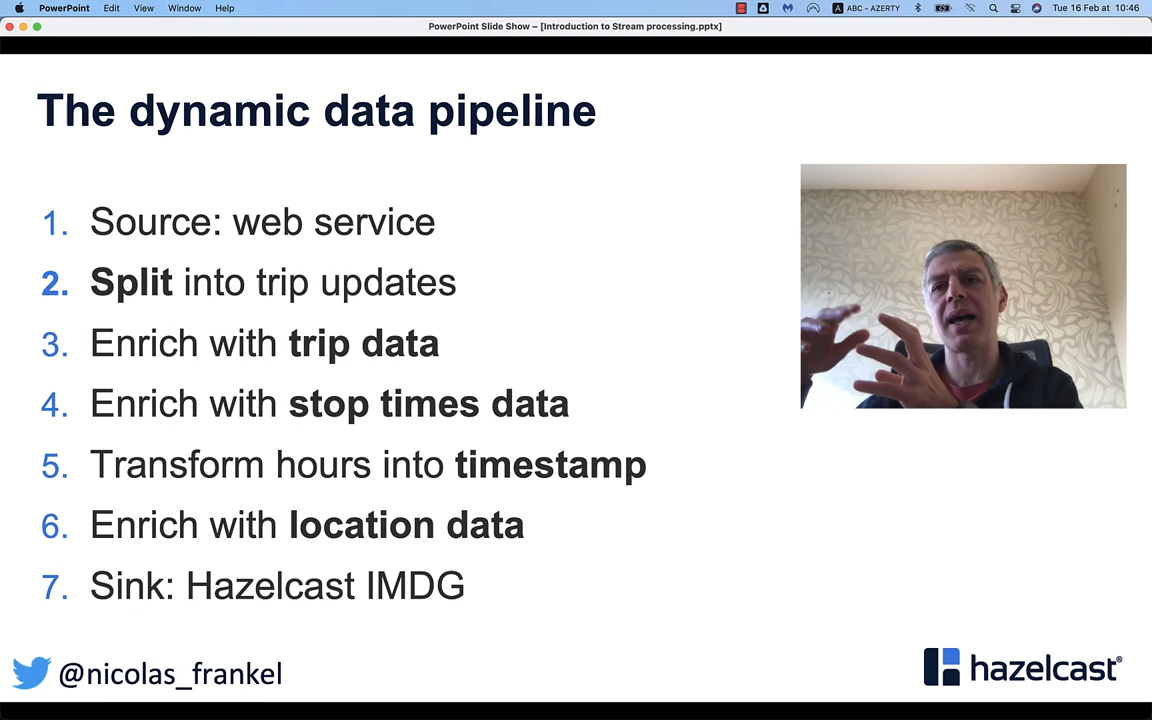 PowerPoint Edit View Window Help ABC - AZERTY Tue 16 Feb at 10:46
PowerPoint Slide Show – [Introduction to Stream processing.pptx]
The dynamic data pipeline
1. Source: web service
2. Split into trip updates
3. Enrich with trip data
4. Enrich with stop times data
5. Transform hours into timestamp
6. Enrich with location data
7. Sink: Hazelcast IMDG
@nicolas_frankel
hazelcast®